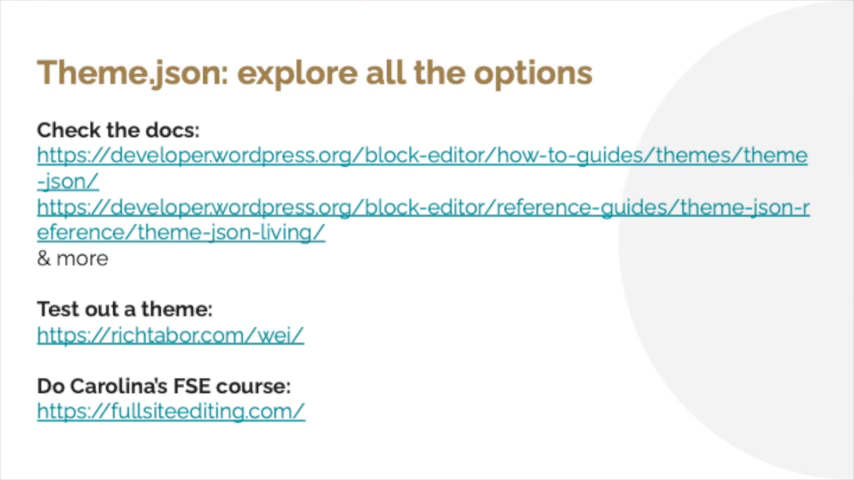 Theme.json: explore all the options
Check the docs:
https://developer.wordpress.org/block-editor/how-to-guides/themes/theme
-json/
https://developer.wordpress.org/block-editor/reference-guides/theme-json-r
eference/theme-json-living/
& more
Test out a theme:
https://richtabor.com/wei/
Do Carolina's FSE course:
https://fullsiteediting.com/